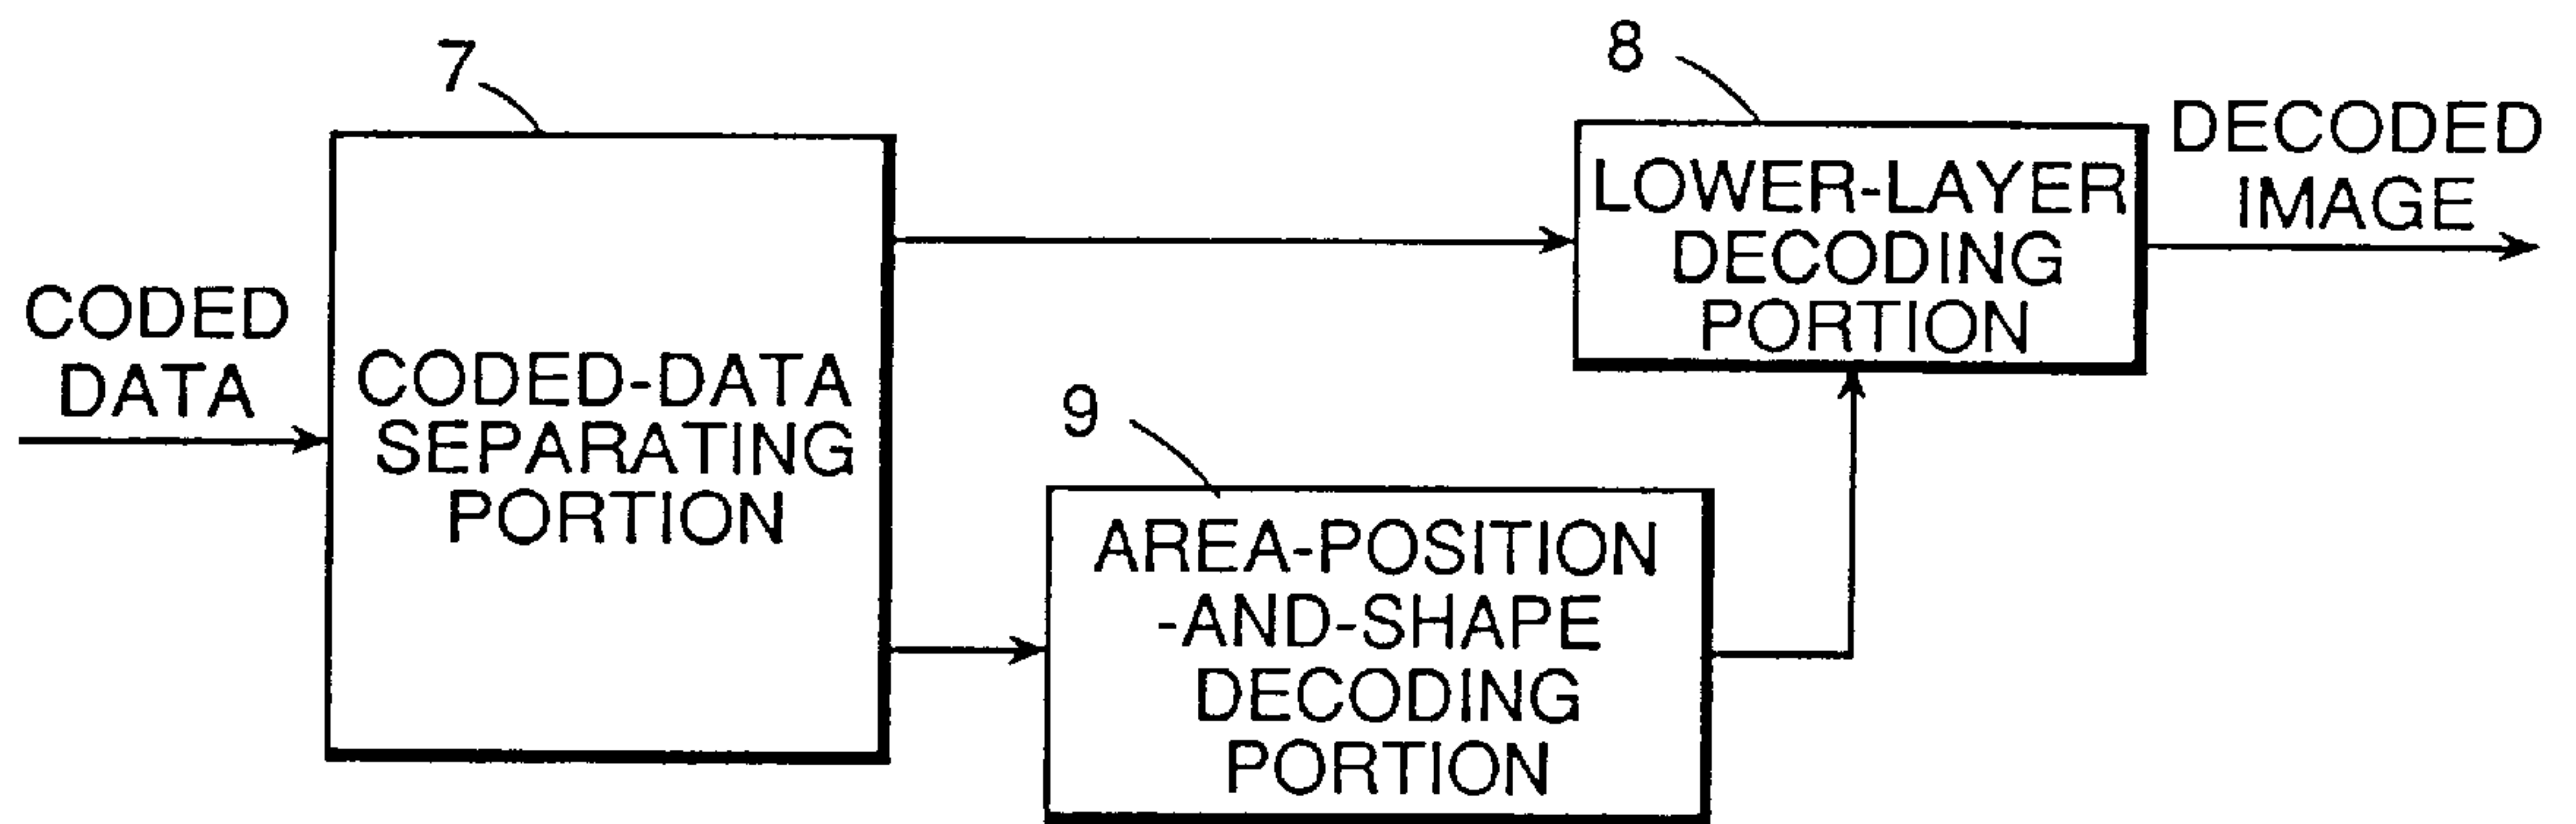 7
8
CODED
DATA
CODED-DATA
SEPARATING
PORTION
LOWER-LAYER
DECODING
PORTION
DECODED
IMAGE
9
AREA-POSITION
-AND-SHAPE
DECODING
PORTION